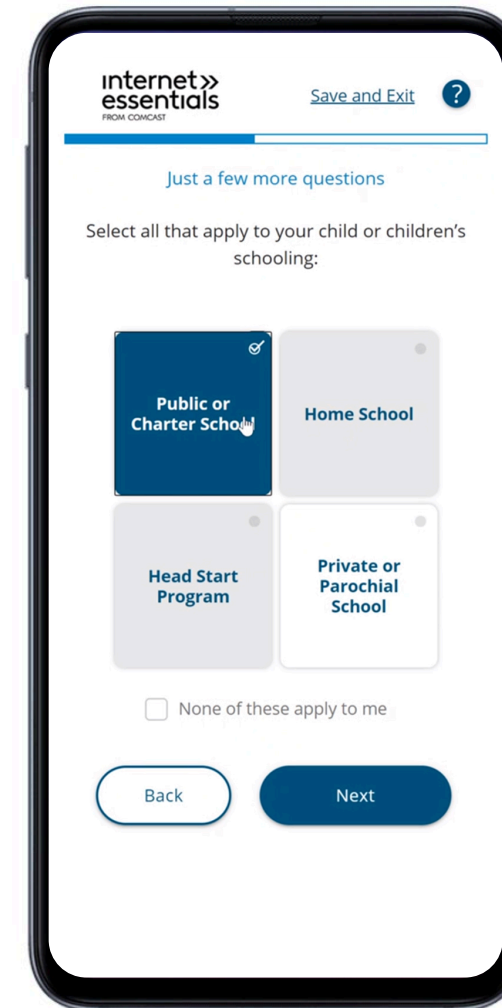 ınternet»
essentıals
FROM COMCAST
Save and Exit
?
Just a few more questions
Select all that apply to your child or children’s
schooling:
Public or
Charter School
Home School
Head Start
Program
Private or
Parochial
School
None of these apply to me
Back
Next